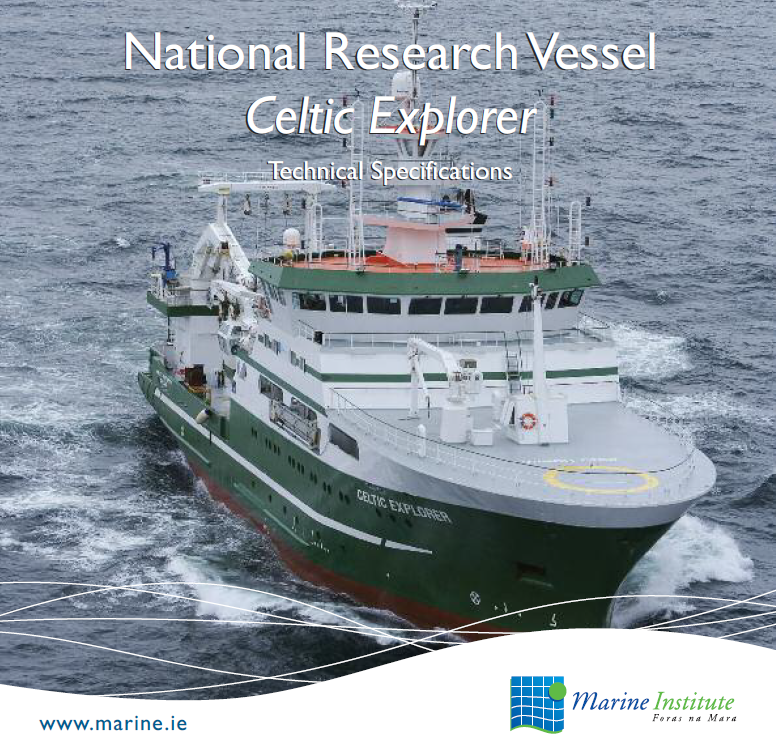 National Research Vessel
Celtic Explorer
Technical Specifications
CELTIC EXPLORER
www.marine.ie
Marine Institute
Foras na Mara